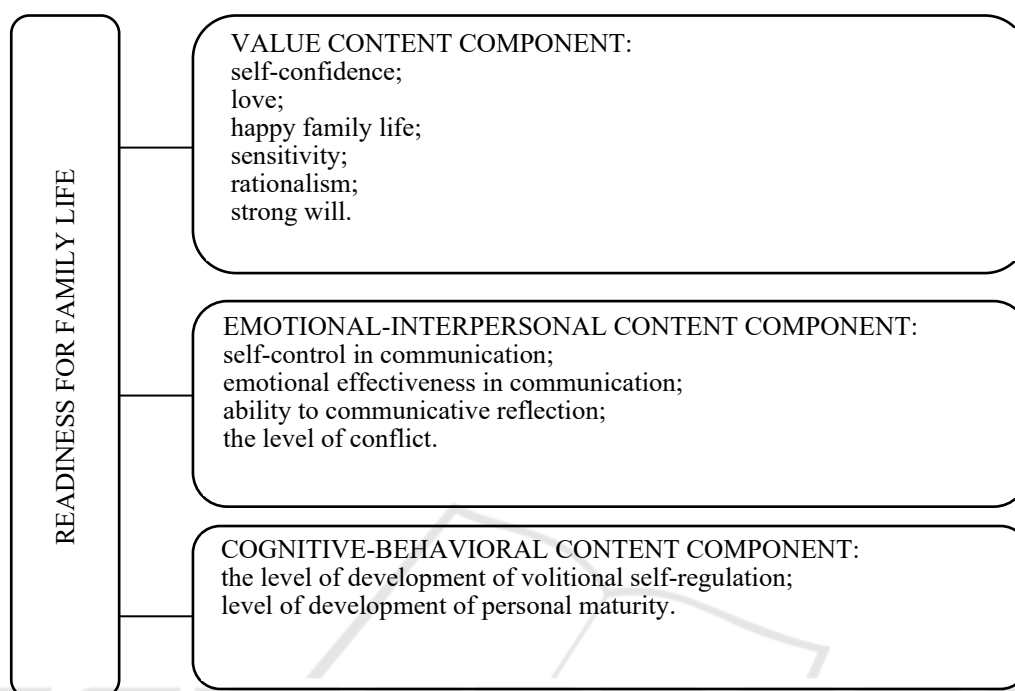 READINESS FOR FAMILY LIFE
VALUE CONTENT COMPONENT:
self-confidence;
love;
happy family life;
sensitivity;
rationalism;
strong will.
EMOTIONAL-INTERPERSONAL CONTENT COMPONENT:
self-control in communication;
emotional effectiveness in communication;
ability to communicative reflection;
the level of conflict.
COGNITIVE-BEHAVIORAL CONTENT COMPONENT:
the level of development of volitional self-regulation;
level of development of personal maturity.